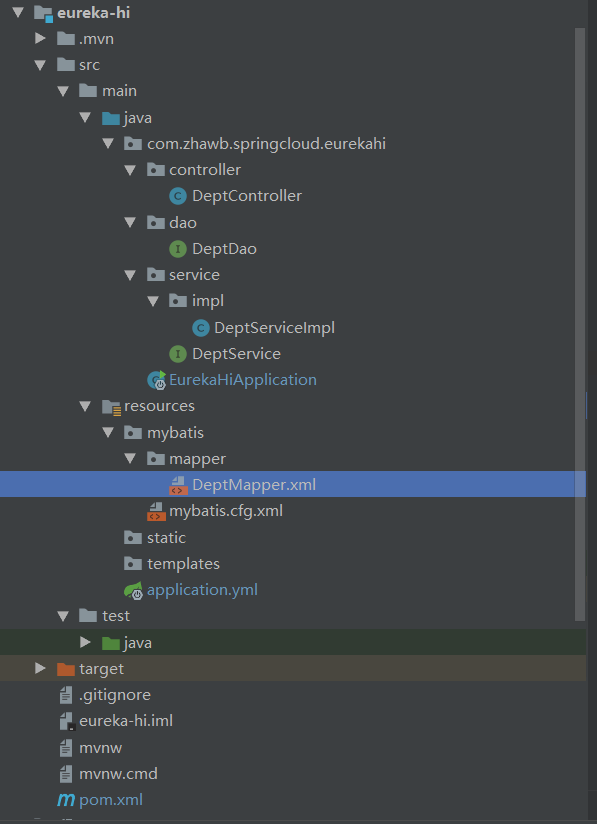 eureka-hi
.mvn
src
main
java
com.zhawb.springcloud.eurekahi
controller
DeptController
dao
DeptDao
service
impl
DeptServiceImpl
DeptService
EurekaHiApplication
resources
mybatis
mapper
DeptMapper.xml
mybatis.cfg.xml
static
templates
application.yml
test
java
target
.gitignore
eureka-hi.iml
mvnw
mvnw.cmd
pom.xml